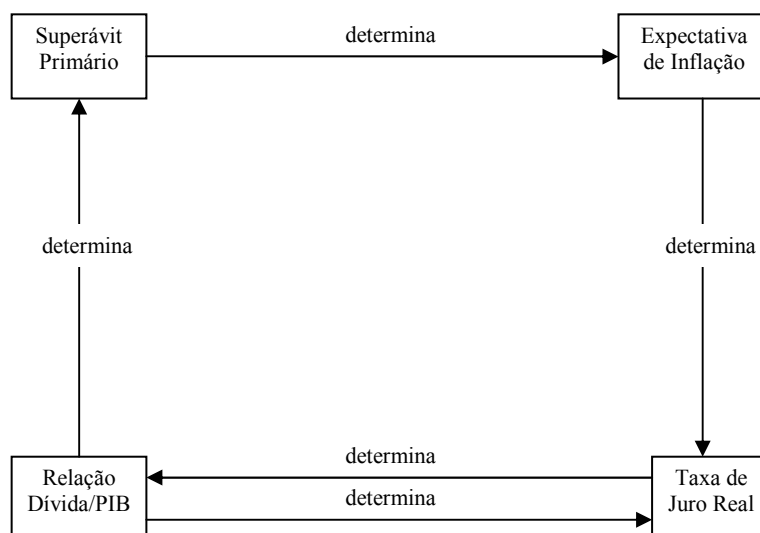 Superávit
Primário
determina
Expectativa
de Inflação
determina
determina
Relação
Dívida/PIB
determina
determina
Taxa de
Juro Real